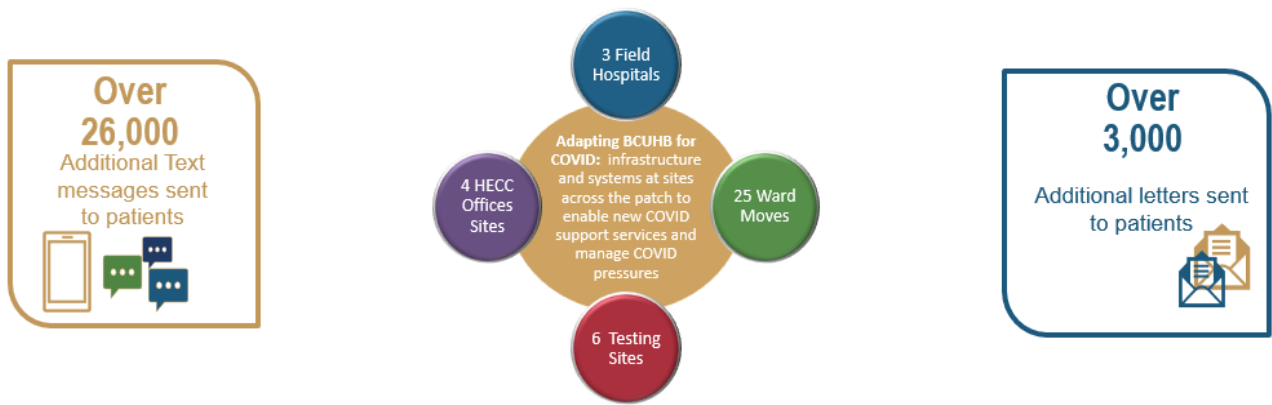 Over
26,000
Additional Text
messages sent
to patients
3 Field
Hospitals
4 HECC
Offices
Sites
Adapting BCUHB for
COVID: infrastructure
and systems at sites
across the patch to
enable new COVID
support services and
manage COVID
pressures
25 Ward
Moves
6 Testing
Sites
Over
3,000
Additional letters sent
to patients